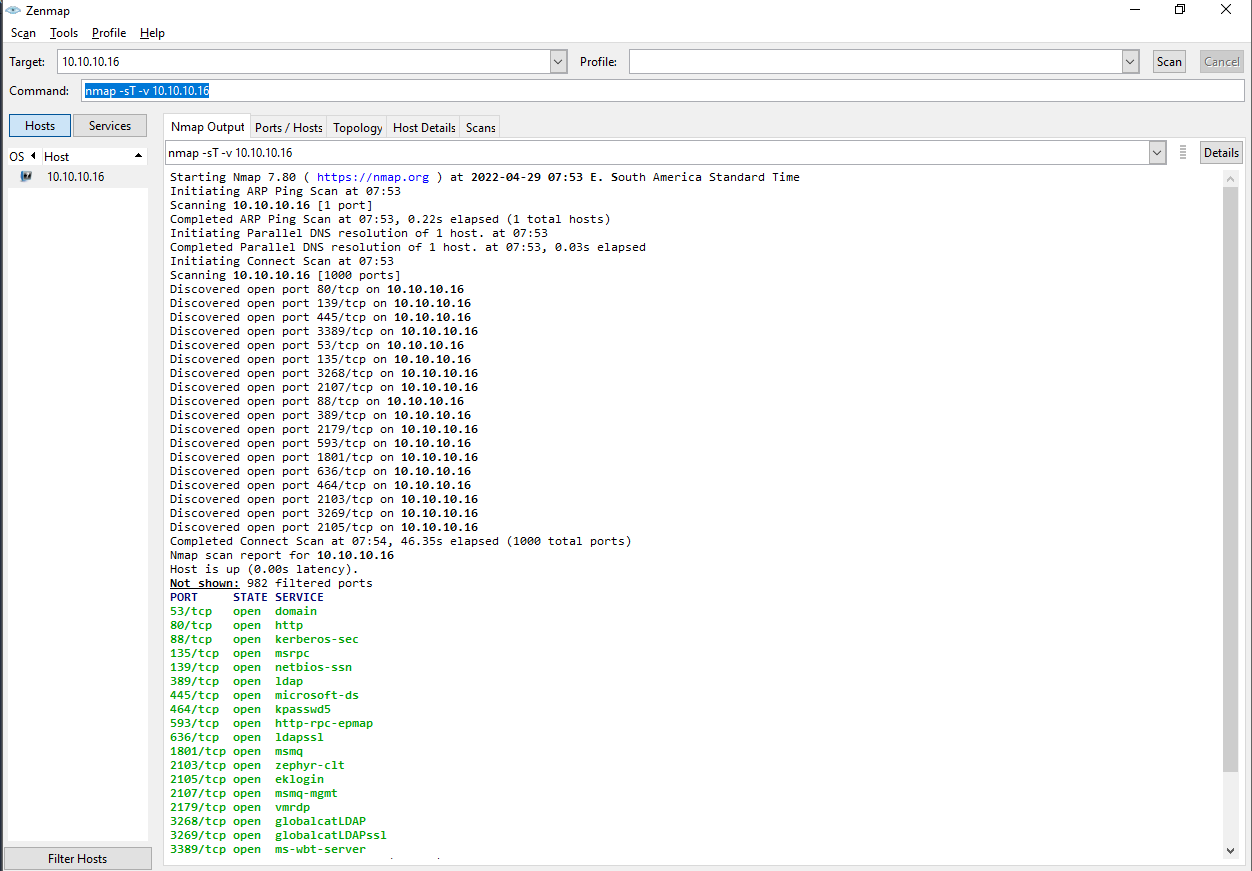 Zenmap
Scan Tools Profile Help
Target: 10.10.10.16 Profile: Scan Cancel
Command: nmap -sT -v 10.10.10.16
Hosts Services
OS Host
10.10.10.16
Filter Hosts
Nmap Output Ports / Hosts Topology Host Details Scans
nmap -sT -v 10.10.10.16 Details
Starting Nmap 7.80 ( https://nmap.org ) at 2022-04-29 07:53 E. South America Standard Time
Initiating ARP Ping Scan at 07:53
Scanning 10.10.10.16 [1 port]
Completed ARP Ping Scan at 07:53, 0.22s elapsed (1 total hosts)
Initiating Parallel DNS resolution of 1 host. at 07:53
Completed Parallel DNS resolution of 1 host. at 07:53, 0.03s elapsed
Initiating Connect Scan at 07:53
Scanning 10.10.10.16 [1000 ports]
Discovered open port 80/tcp on 10.10.10.16
Discovered open port 139/tcp on 10.10.10.16
Discovered open port 445/tcp on 10.10.10.16
Discovered open port 3389/tcp on 10.10.10.16
Discovered open port 53/tcp on 10.10.10.16
Discovered open port 135/tcp on 10.10.10.16
Discovered open port 3268/tcp on 10.10.10.16
Discovered open port 2107/tcp on 10.10.10.16
Discovered open port 88/tcp on 10.10.10.16
Discovered open port 389/tcp on 10.10.10.16
Discovered open port 2179/tcp on 10.10.10.16
Discovered open port 593/tcp on 10.10.10.16
Discovered open port 1801/tcp on 10.10.10.16
Discovered open port 636/tcp on 10.10.10.16
Discovered open port 464/tcp on 10.10.10.16
Discovered open port 2103/tcp on 10.10.10.16
Discovered open port 3269/tcp on 10.10.10.16
Discovered open port 2105/tcp on 10.10.10.16
Completed Connect Scan at 07:54, 46.35s elapsed (1000 total ports)
Nmap scan report for 10.10.10.16
Host is up (0.00s latency).
Not shown: 982 filtered ports
PORT STATE SERVICE
53/tcp open domain
80/tcp open http
88/tcp open kerberos-sec
135/tcp open msrpc
139/tcp open netbios-ssn
389/tcp open ldap
445/tcp open microsoft-ds
464/tcp open kpasswd5
593/tcp open http-rpc-epmap
636/tcp open ldapssl
1801/tcp open msmq
2103/tcp open zephyr-clt
2105/tcp open eklogin
2107/tcp open msmq-mgmt
2179/tcp open vmrdp
3268/tcp open globalcatLDAP
3269/tcp open globalcatLDAPssl
3389/tcp open ms-wbt-server